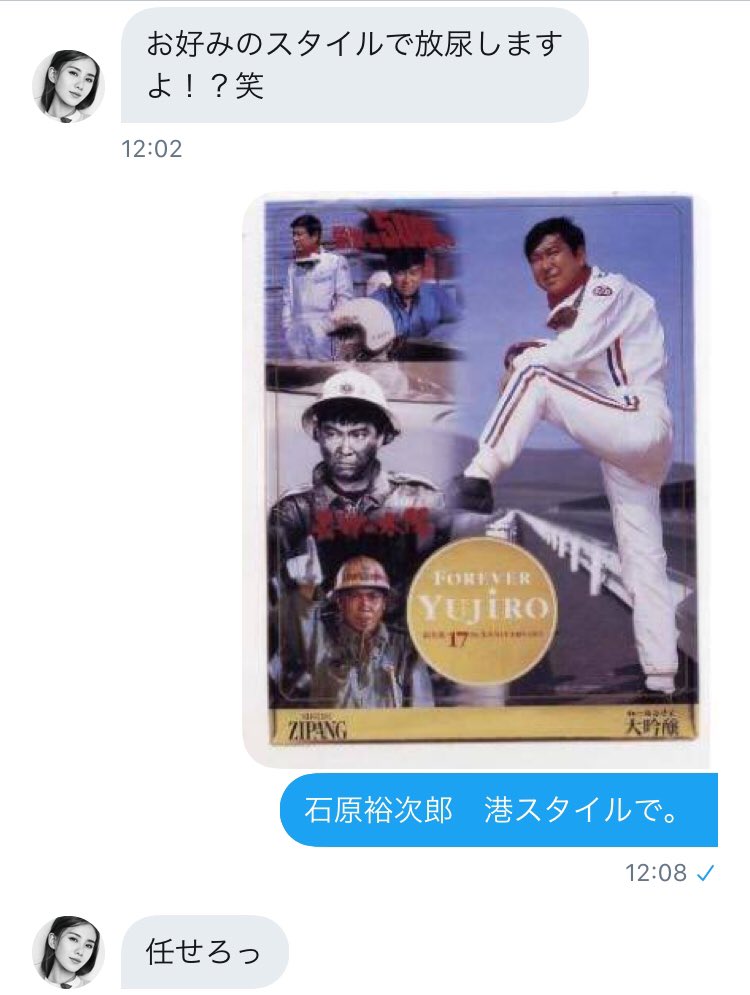 お好みのスタイルで放尿します
よ！？笑
12:02
FOREVER
YUJIRO
17
ZIPANG
大吟醸
石原裕次郎　港スタイルで。
12:08
任せろっ